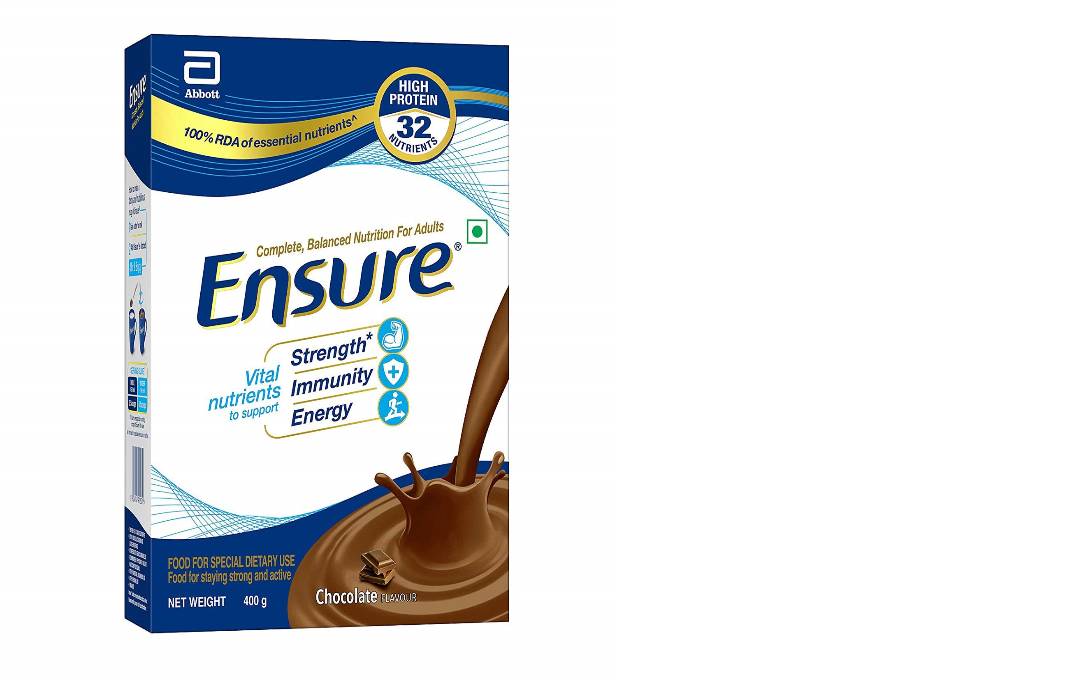 Abbott
100% RDA of essential nutrients^
HIGH
PROTEIN
32
NUTRIENTS
Complete, Balanced Nutrition For Adults
Ensure®
Vital
nutrients
to support
Strength*
Immunity
Energy
FOOD FOR SPECIAL DIETARY USE
Food for staying strong and active
NET WEIGHT 400 g
Chocolate FLAVOUR
Ensure